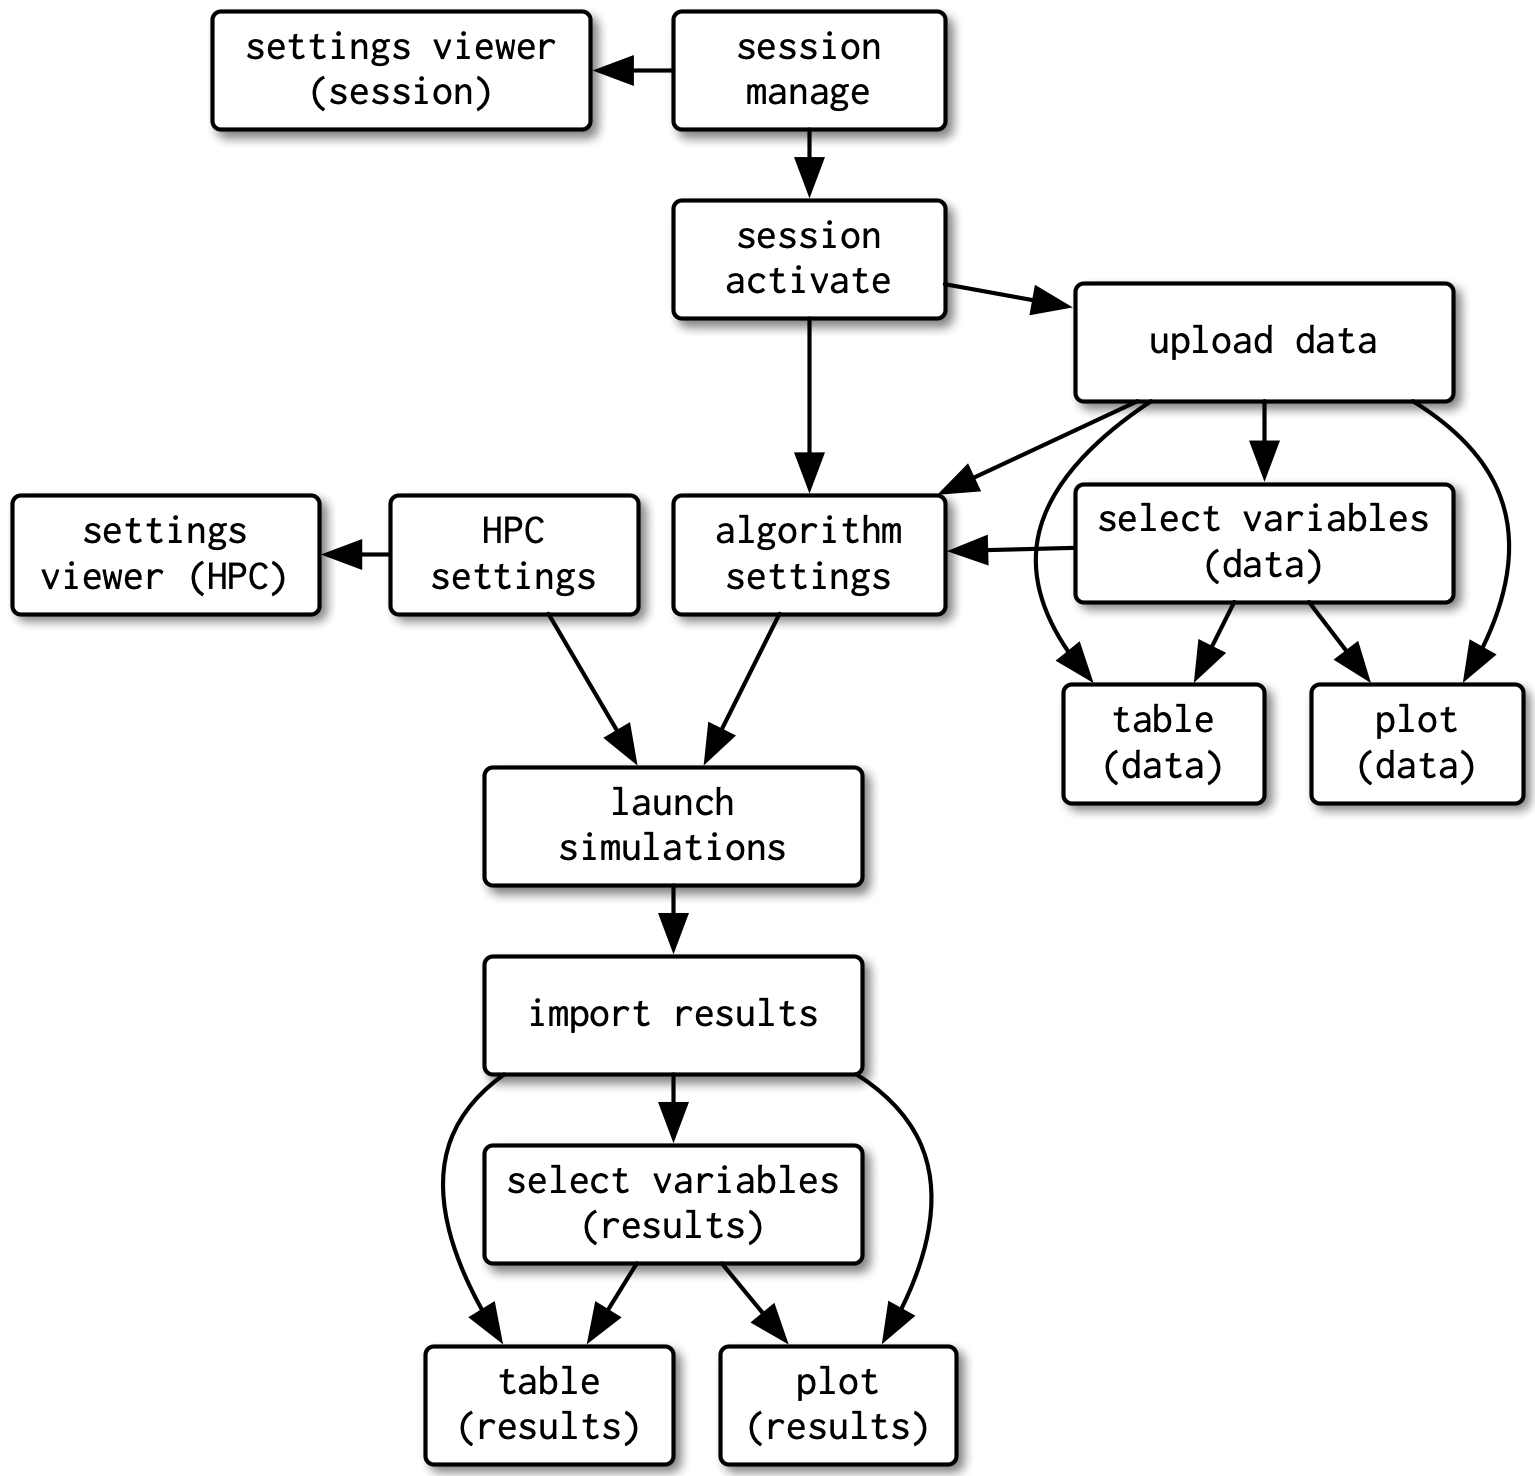 settings viewer
(session)
session
manage
session
activate
upload data
settings
viewer (HPC)
HPC
settings
algorithm
settings
select variables
(data)
table
(data)
plot
(data)
launch
simulations
import results
select variables
(results)
table
(results)
plot
(results)